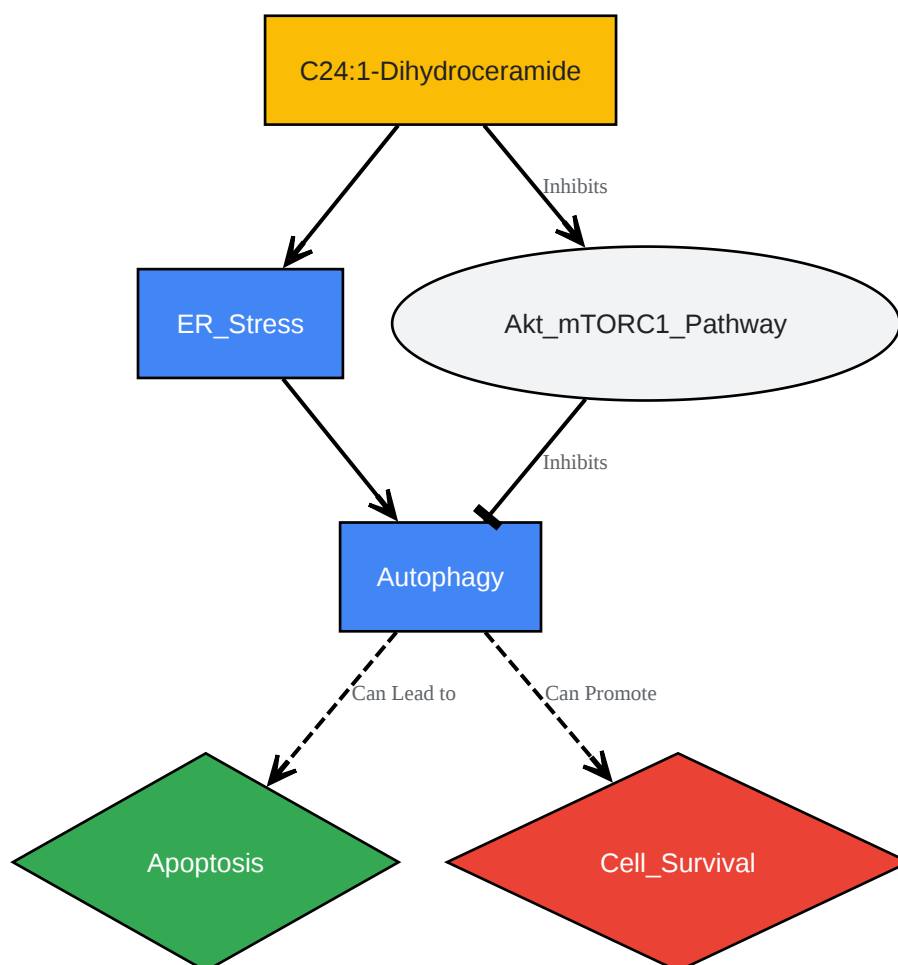 C24:1-Dihydroceramide
Inhibits
ER_Stress
Akt_mTORC1_Pathway
Inhibits
Autophagy
Can Lead to
Can Promote
Apoptosis
Cell_Survival